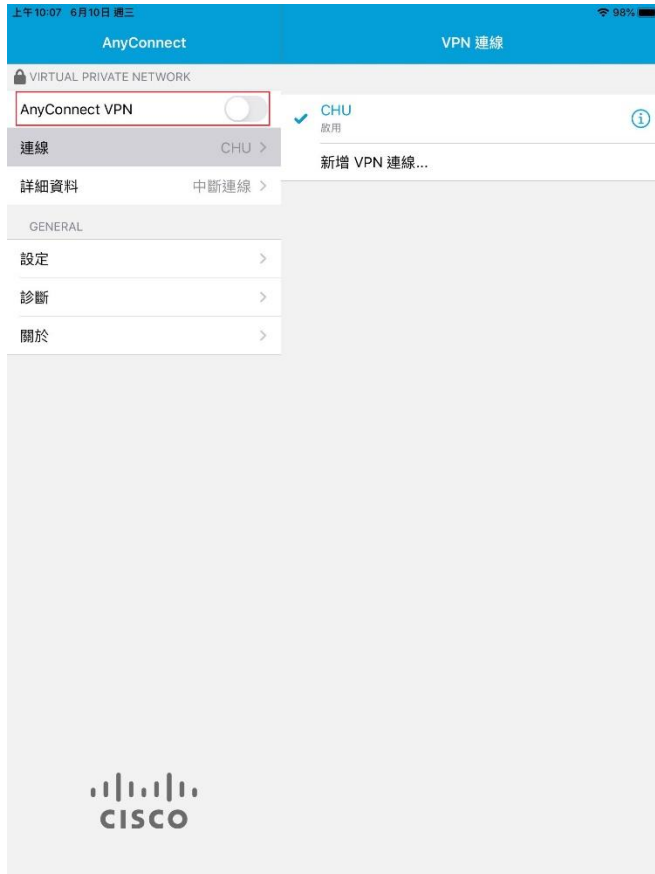 上午10:07 6月10日 週三 98%
AnyConnect
VPN 連線
VIRTUAL PRIVATE NETWORK
AnyConnect VPN
連線 CHU
詳細資料 中斷連線
GENERAL
設定
診斷
關於
CHU
啟用
新增 VPN 連線...
CISCO